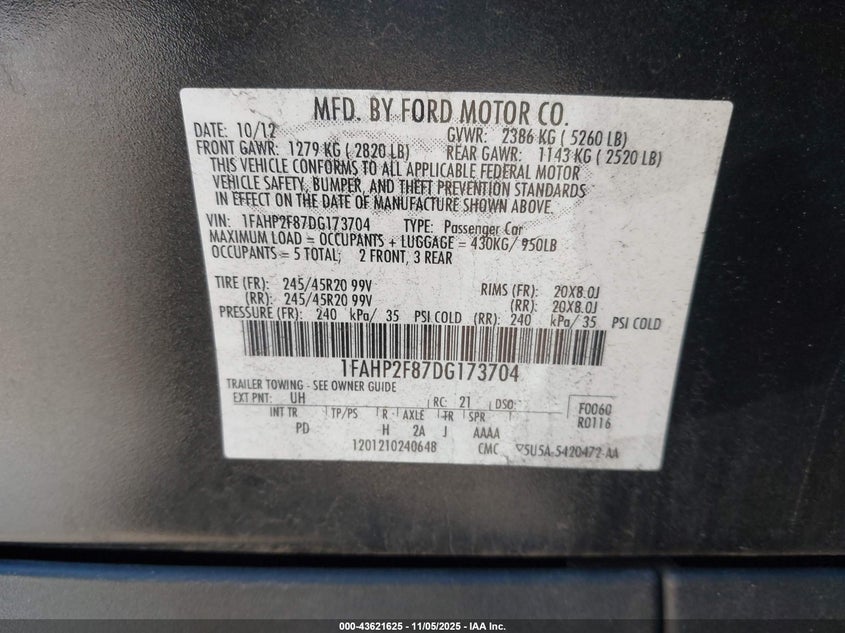 MFD. BY FORD MOTOR CO.
DATE: 10/12 GVWR: 2386 KG ( 5260 LB)
FRONT GAWR: 1279 KG ( 2820 LB) REAR GAWR: 1143 KG ( 2520 LB)
THIS VEHICLE CONFORMS TO ALL APPLICABLE FEDERAL MOTOR
VEHICLE SAFETY, BUMPER, AND THEFT PREVENTION STANDARDS
IN EFFECT ON THE DATE OF MANUFACTURE SHOWN ABOVE.
VIN: 1FAHP2F87DG173704 TYPE: Passenger Car
MAXIMUM LOAD = OCCUPANTS + LUGGAGE = 430KG/ 950LB
OCCUPANTS = 5 TOTAL; 2 FRONT, 3 REAR
TIRE (FR): 245/45R20 99V RIMS (FR): 20X8.0J
(RR): 245/45R20 99V (RR): 20X8.0J
PRESSURE (FR): 240 kPa/ 35 PSI COLD (RR): 240 kPa/ 35 PSI COLD
1FAHP2F87DG173704
TRAILER TOWING - SEE OWNER GUIDE
EXT PNT: UH RC: 21 DSO: F0060
INT TR TP/PS R AXLE TR SPR R0116
PD H 2A J AAAA
1201210240648 CMC 5U5A-5420472-AA
000-43621625 - 11/05/2025 - IAA Inc.